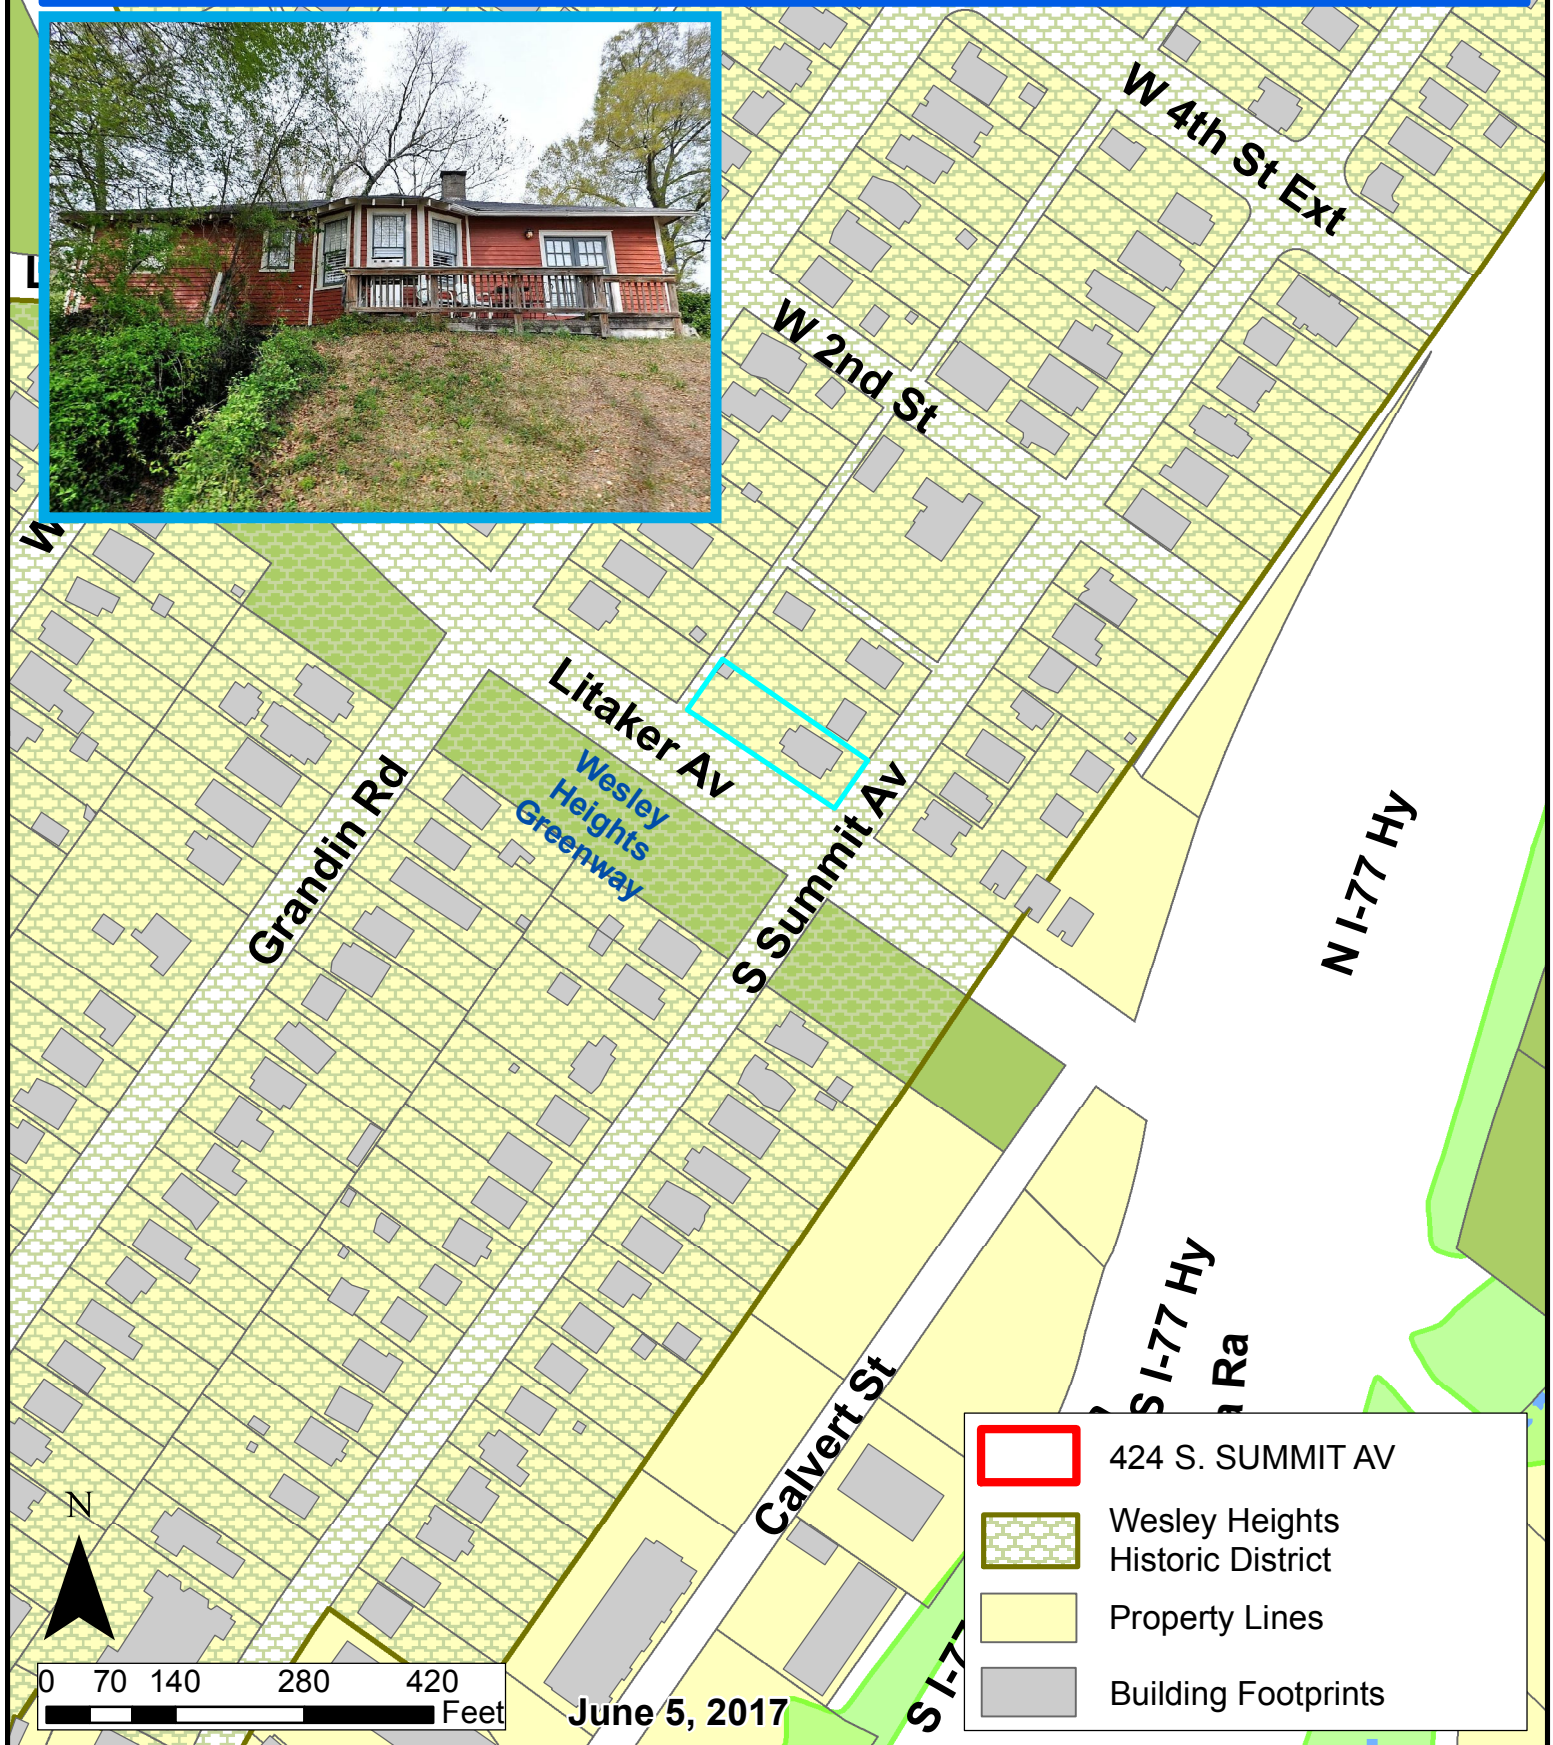 W 4th St Ext
W 2nd St
W
Litaker Av
Wesley
Heights
Greenway
Grandin Rd
S Summit Av
N I-77 Hy
S I-77 Hy
Ra
Calvert St
S I-77
424 S. SUMMIT AV
Wesley Heights
Historic District
Property Lines
Building Footprints
N
0 70 140 280 420
Feet
June 5, 2017